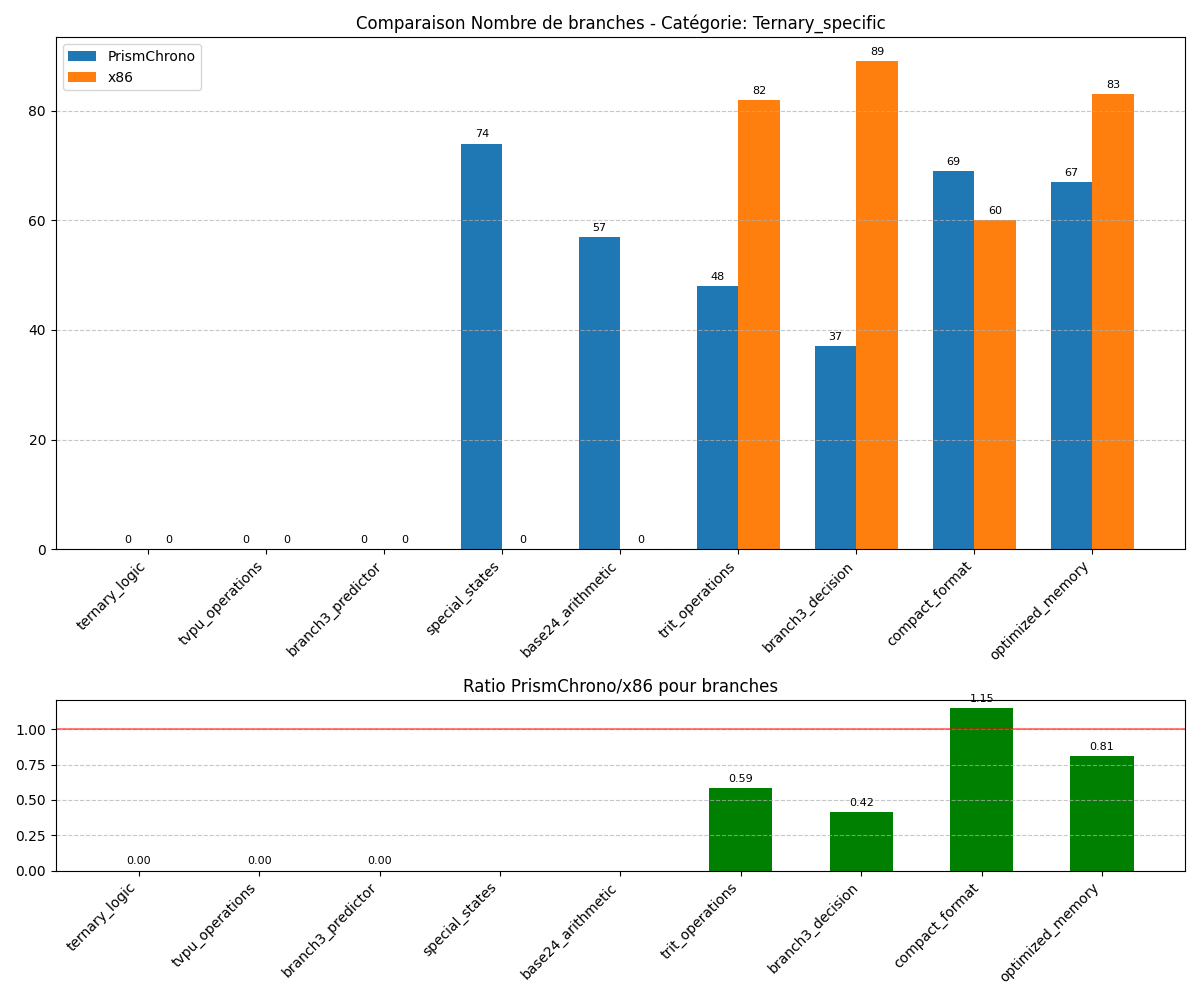 Comparaison Nombre de branches - Catégorie: Ternary_specific
PrismChrono
x86
80
60
40
20
0
0 0 0 0 0 0 74 0 57 0 48 82 37 89 69 60 67 83
ternary_logic
tvpu_operations
branch3_predictor
special_states
base24_arithmetic
trit_operations
branch3_decision
compact_format
optimized_memory
Ratio PrismChrono/x86 pour branches
1.00
0.75
0.50
0.25
0.00
0.00 0.00 0.00 0.59 0.42 1.15 0.81
ternary_logic
tvpu_operations
branch3_predictor
special_states
base24_arithmetic
trit_operations
branch3_decision
compact_format
optimized_memory